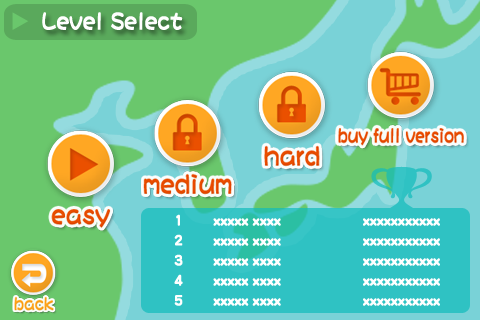 Level Select
buy full version
hard
medium
easy
1 xxxxx xxxx xxxxxxxxxxx
2 xxxxx xxxx xxxxxxxxxxx
3 xxxxx xxxx xxxxxxxxxxx
4 xxxxx xxxx xxxxxxxxxxx
5 xxxxx xxxx xxxxxxxxxxx
back